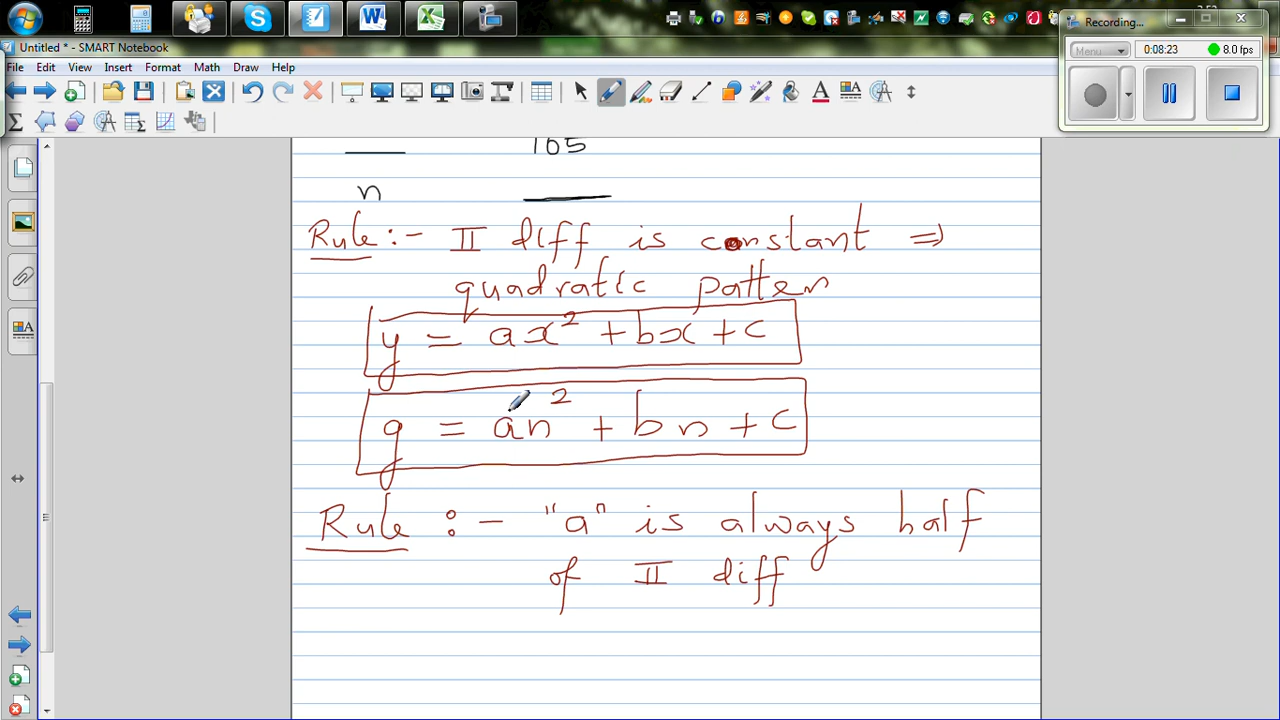 Recording...
Untitled * - SMART Notebook
Menu
0:08:23
8.0 fps
File Edit View Insert Format Math Draw Help
105
n
Rule :- II diff is constant ⇒
quadratic pattern
y = ax² + bx + c
g = an² + bn + c
Rule :- "a" is always half
of II diff